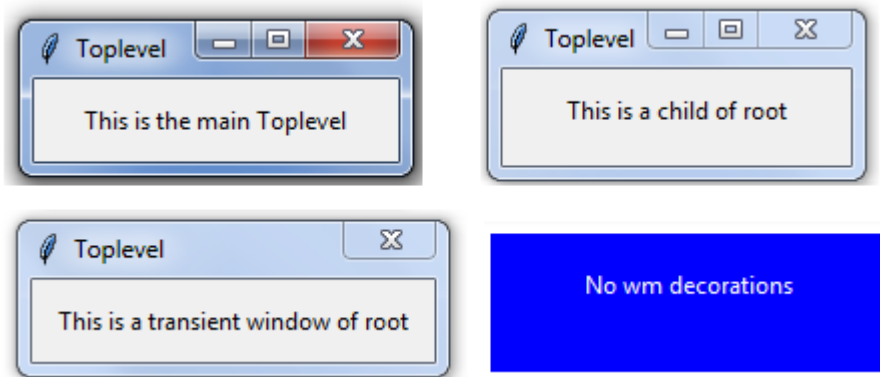 Toplevel
This is the main Toplevel
Toplevel
This is a child of root
Toplevel
This is a transient window of root
No wm decorations